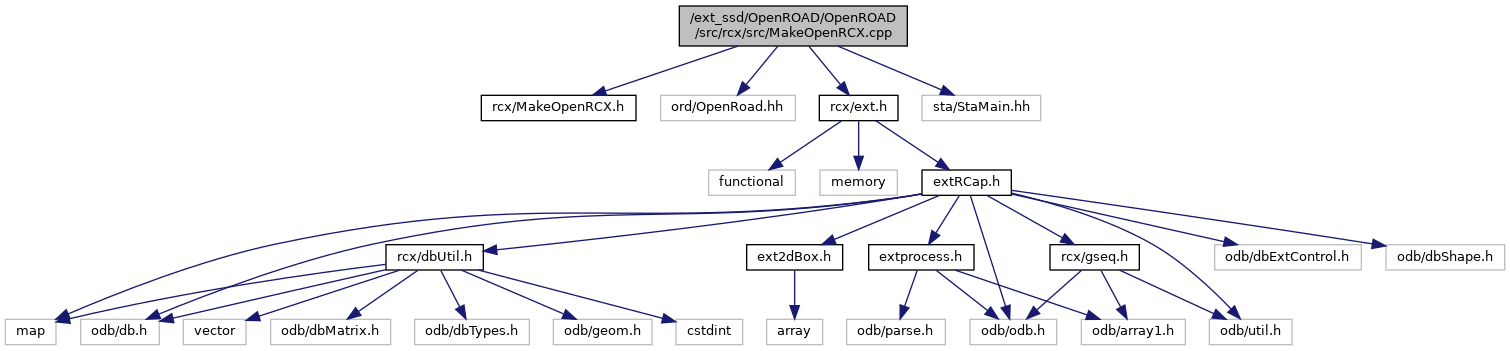 /ext_ssd/OpenROAD/OpenROAD
/src/rcx/src/MakeOpenRCX.cpp
rcx/MakeOpenRCX.h
ord/OpenRoad.hh
rcx/ext.h
sta/StaMain.hh
functional
memory
extRCap.h
rcx/dbUtil.h
ext2dBox.h
extprocess.h
rcx/gseq.h
odb/dbExtControl.h
odb/dbShape.h
map
odb/db.h
vector
odb/dbMatrix.h
odb/dbTypes.h
odb/geom.h
cstdint
array
odb/parse.h
odb/odb.h
odb/array1.h
odb/util.h